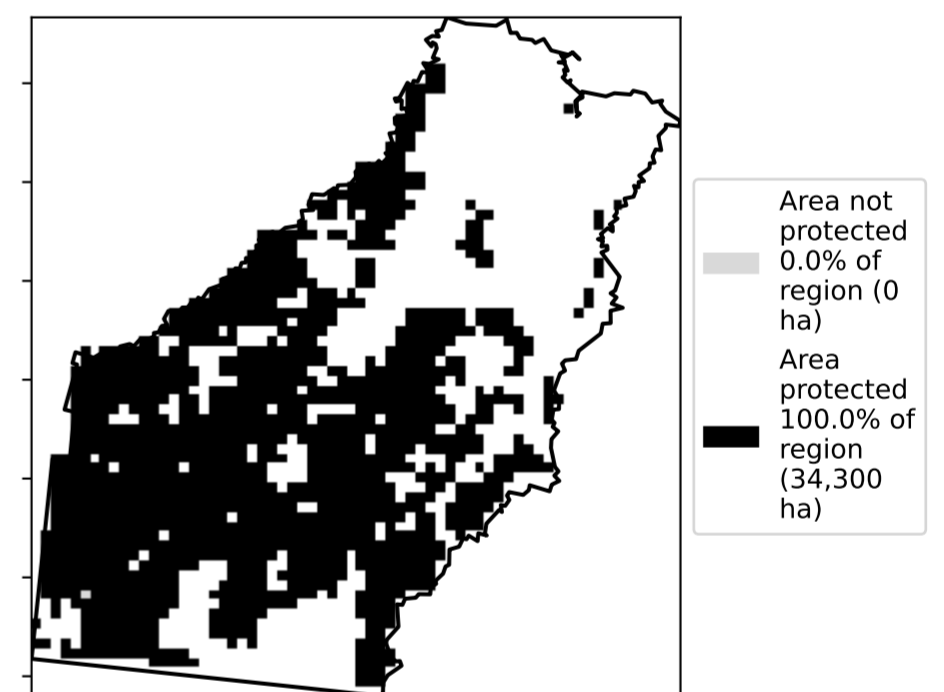 Area not
protected
0.0% of
region (0
ha)
Area
protected
100.0% of
region
(34,300
ha)